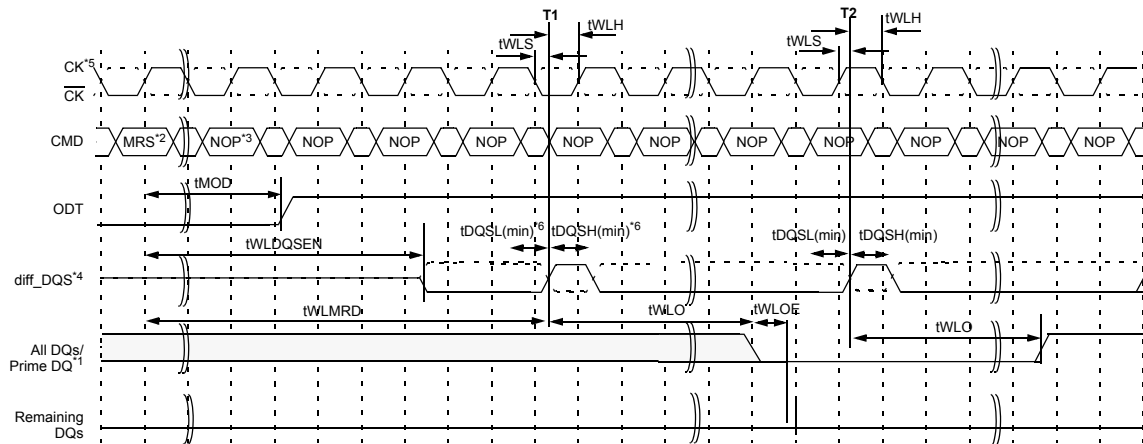 T1
T2
tWLH
tWLH
tWLS
tWLS
CK*5
CK
CMD
MRS*2
NOP*3
NOP
NOP
NOP
NOP
NOP
NOP
NOP
NOP
NOP
NOP
tMOD
ODT
tDQSL(min)*6
tDQSH(min)*6
tDQSL(min)
tDQSH(min)
tWLDQSEN
diff_DQS*4
tWLMRD
tWLO
tWLOE
tWLO
All DQs/
Prime DQ*1
Remaining
DQs